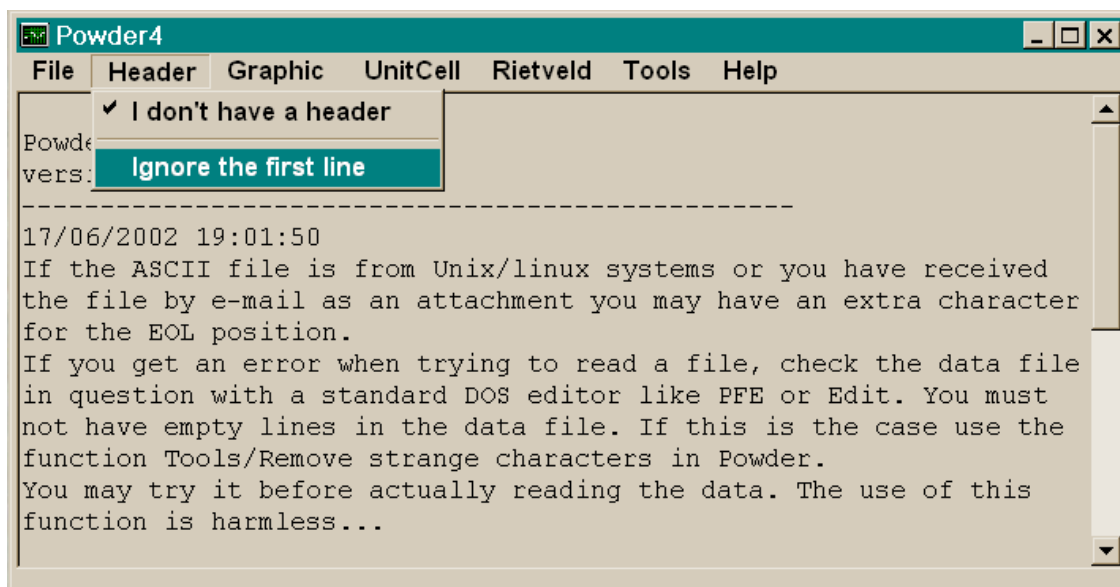 Powder4
File Header Graphic UnitCell Rietveld Tools Help
I don't have a header
Ignore the first line
-------------------------------------------------
17/06/2002 19:01:50
If the ASCII file is from Unix/linux systems or you have received
the file by e-mail as an attachment you may have an extra character
for the EOL position.
If you get an error when trying to read a file, check the data file
in question with a standard DOS editor like PFE or Edit. You must
not have empty lines in the data file. If this is the case use the
function Tools/Remove strange characters in Powder.
You may try it before actually reading the data. The use of this
function is harmless...